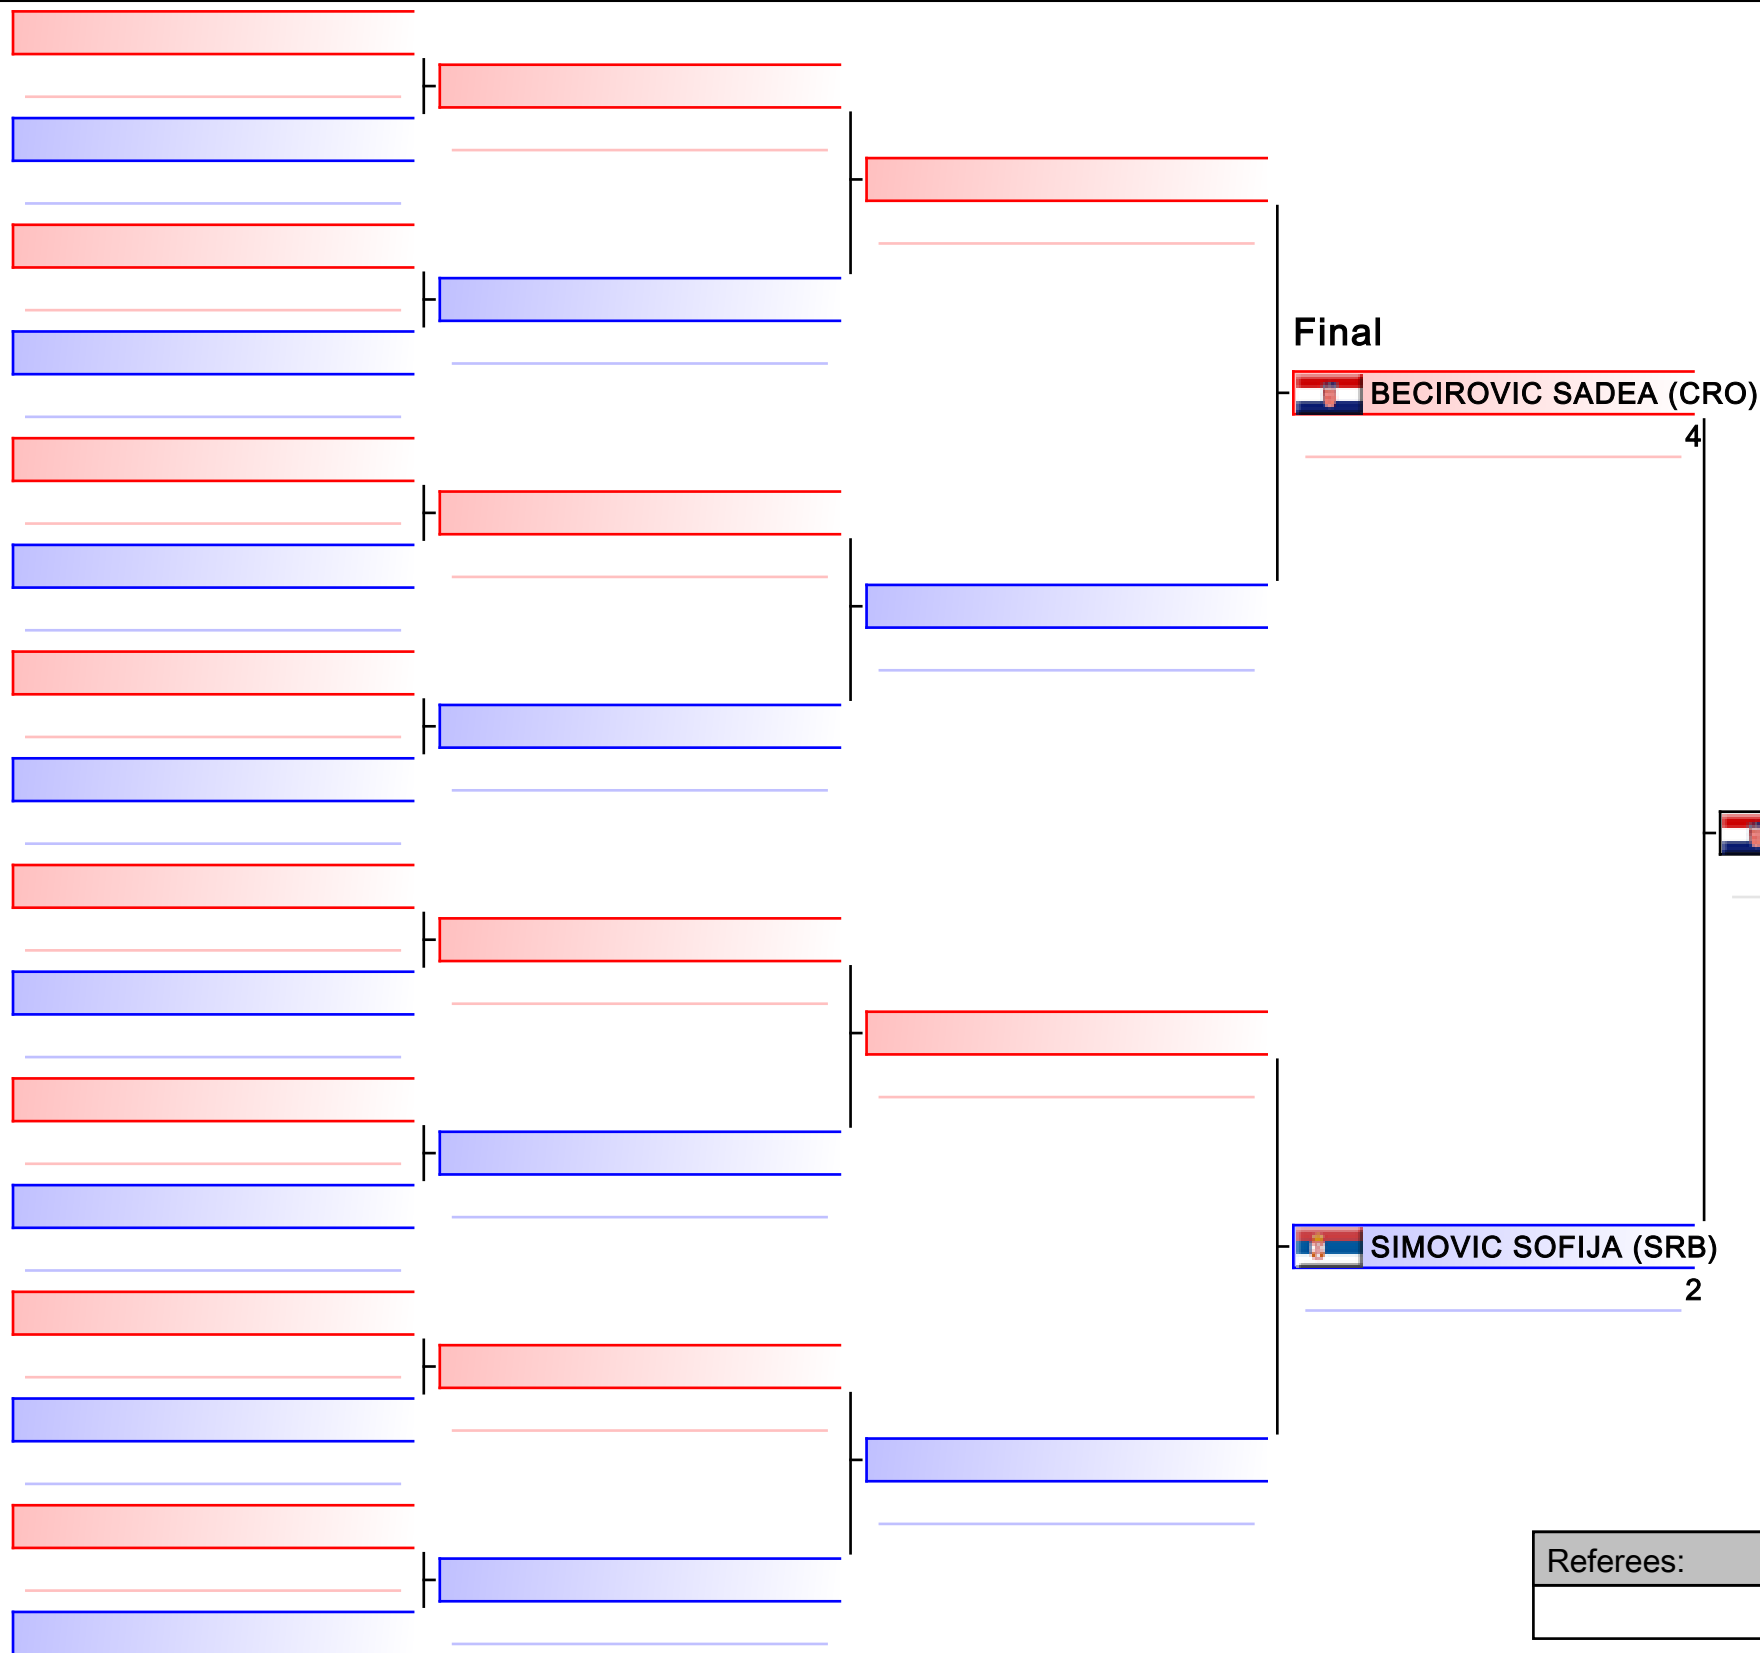 Final
BECIROVIC SADEA (CRO)
4
SIMOVIC SOFIJA (SRB)
2
Referees: